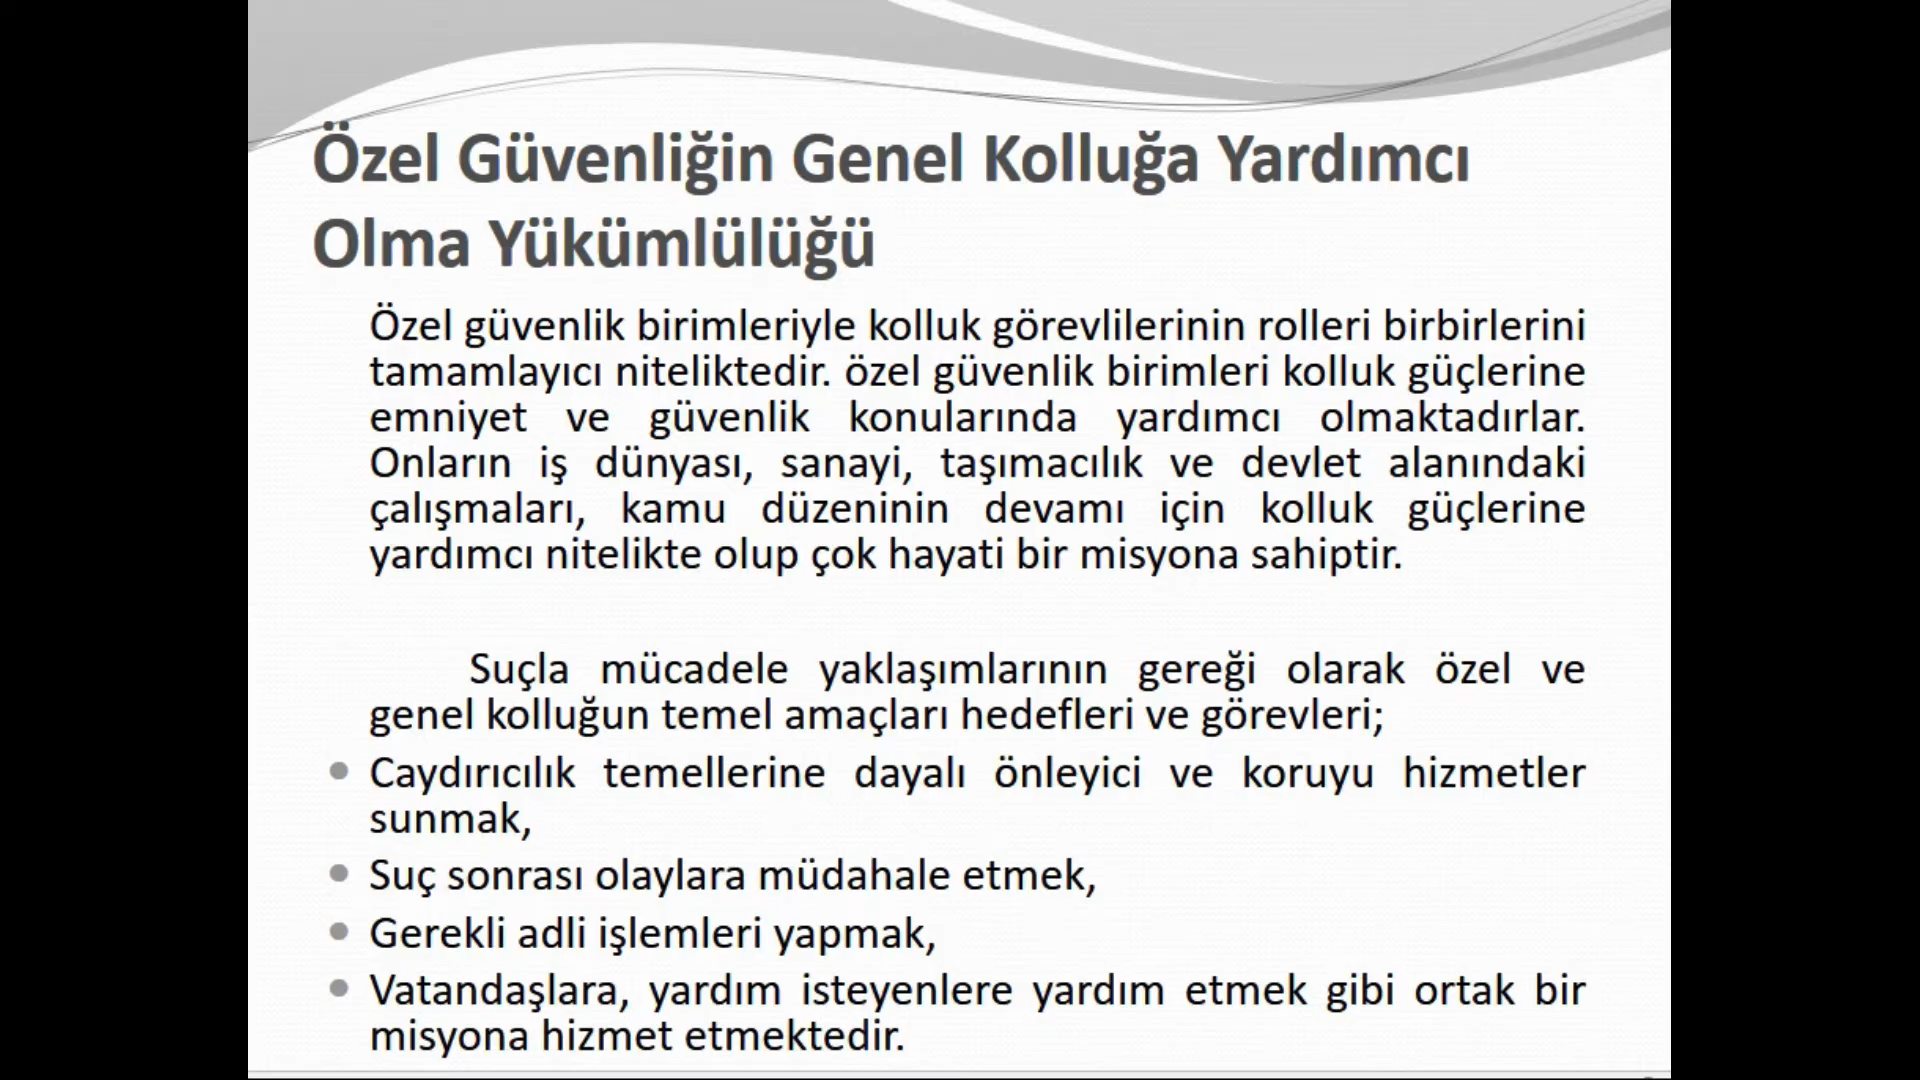 Özel Güvenliğin Genel Kolluğa Yardımcı
Olma Yükümlülüğü
Özel güvenlik birimleriyle kolluk görevlilerinin rolleri birbirlerini
tamamlayıcı niteliktedir. özel güvenlik birimleri kolluk güçlerine
emniyet ve güvenlik konularında yardımcı olmaktadırlar.
Onların iş dünyası, sanayi, taşımacılık ve devlet alanındaki
çalışmaları, kamu düzeninin devamı için kolluk güçlerine
yardımcı nitelikte olup çok hayati bir misyona sahiptir.
Suçla mücadele yaklaşımlarının gereği olarak özel ve
genel kolluğun temel amaçları hedefleri ve görevleri;
• Caydırıcılık temellerine dayalı önleyici ve koruyu hizmetler
sunmak,
• Suç sonrası olaylara müdahale etmek,
• Gerekli adli işlemleri yapmak,
• Vatandaşlara, yardım isteyenlere yardım etmek gibi ortak bir
misyona hizmet etmektedir.